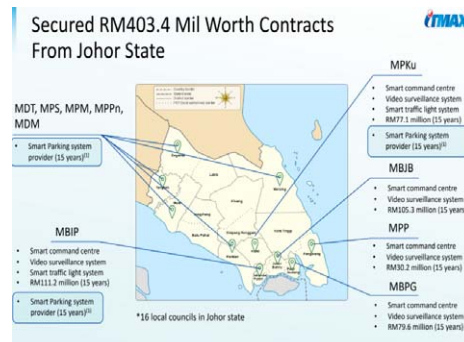 Secured RM403.4 Mil Worth Contracts
From Johor State
iTMAX
MDT, MPS, MPM, MPPn,
MDM
• Smart Parking system
provider (15 years)
MBIP
• Smart command centre
• Video surveillance system
• Smart traffic light system
• RM111.2 million (15 years)
• Smart Parking system
provider (15 years)
MPKu
• Smart command centre
• Video surveillance system
• Smart traffic light system
• RM77.1 million (15 years)
• Smart Parking system
provider (15 years)
MBJB
• Smart command centre
• Video surveillance system
• RM105.3 million (15 years)
MPP
• Smart command centre
• Video surveillance system
• RM30.2 million (15 years)
MBPG
• Smart command centre
• Video surveillance system
• RM79.6 million (15 years)
*16 local councils in Johor state